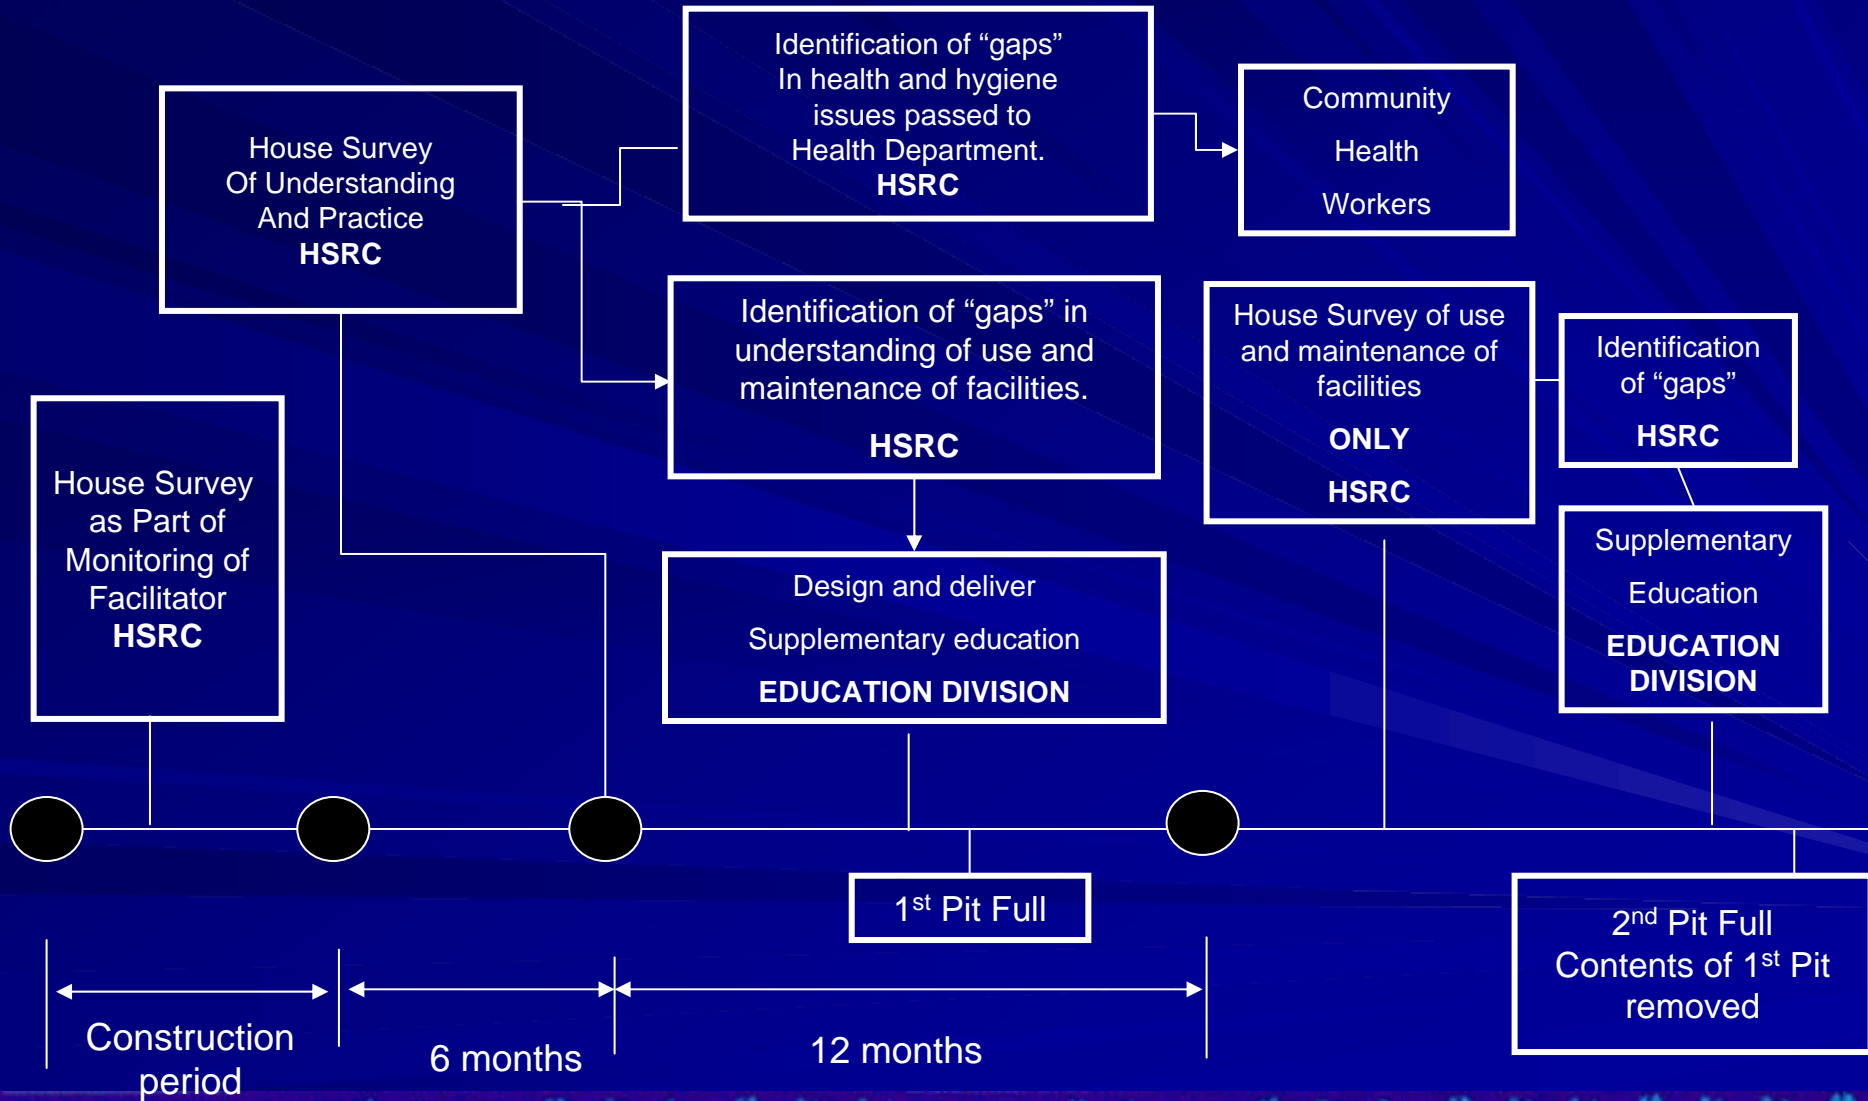 Identification of “gaps”
In health and hygiene
issues passed to
Health Department.
HSRC
Community
Health
Workers
House Survey
Of Understanding
And Practice
HSRC
Identification of “gaps” in
understanding of use and
maintenance of facilities.
HSRC
House Survey of use
and maintenance of
facilities
ONLY
HSRC
Identification
of “gaps”
HSRC
House Survey
as Part of
Monitoring of
Facilitator
HSRC
Design and deliver
Supplementary education
EDUCATION DIVISION
Supplementary
Education
EDUCATION
DIVISION
1st Pit Full
2nd Pit Full
Contents of 1st Pit
removed
Construction
period
6 months
12 months